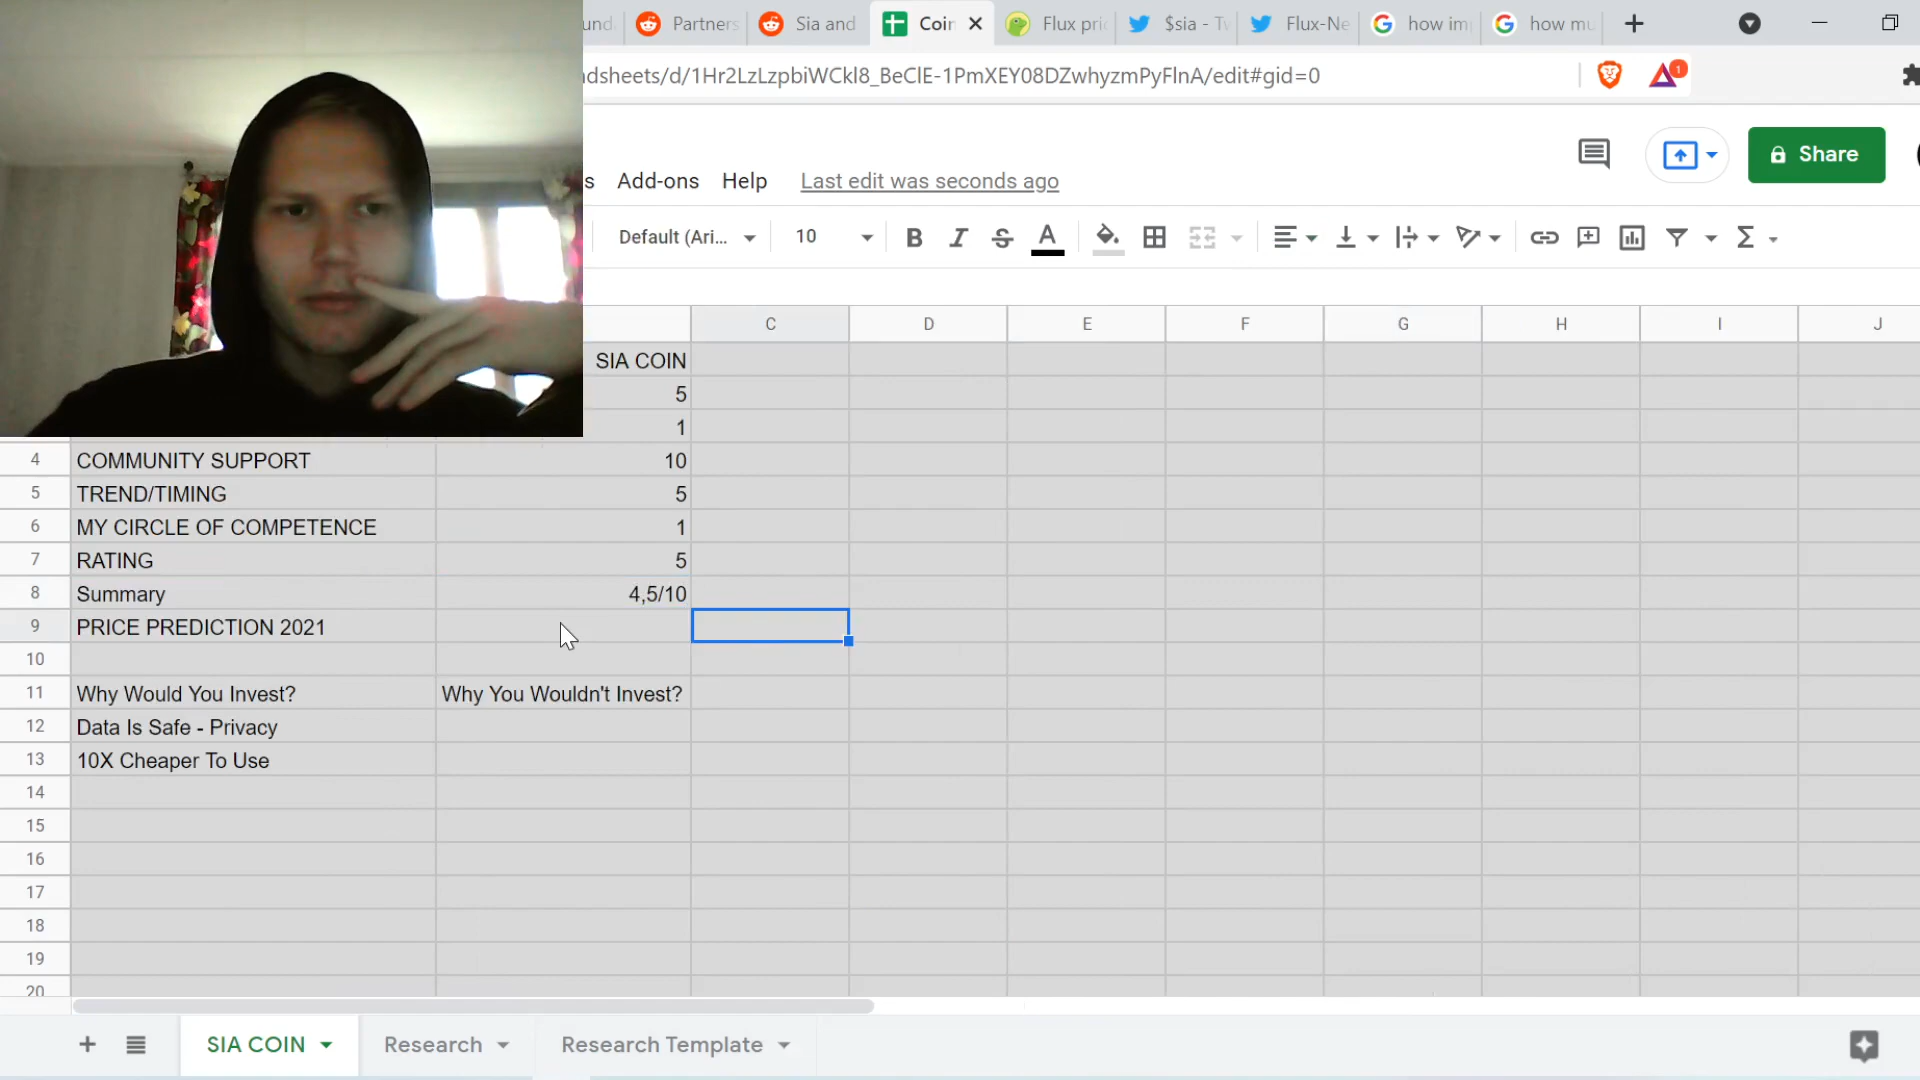 und
Partners
Sia and
Coin
Flux pri
$sia - Tw
Flux-Ne
how im
how mu
dsheets/d/1Hr2LzLzpbiWCkl8_BeClE-1PmXEY08DZwhyzmPyFlnA/edit#gid=0
1
Share
s Add-ons Help Last edit was seconds ago
Default (Ari... 10 B I S A
C D E F G H I J
SIA COIN
5
1
4 COMMUNITY SUPPORT 10
5 TREND/TIMING 5
6 MY CIRCLE OF COMPETENCE 1
7 RATING 5
8 Summary 4,5/10
9 PRICE PREDICTION 2021
10
11 Why Would You Invest? Why You Wouldn't Invest?
12 Data Is Safe - Privacy
13 10X Cheaper To Use
14
15
16
17
18
19
20
SIA COIN Research Research Template